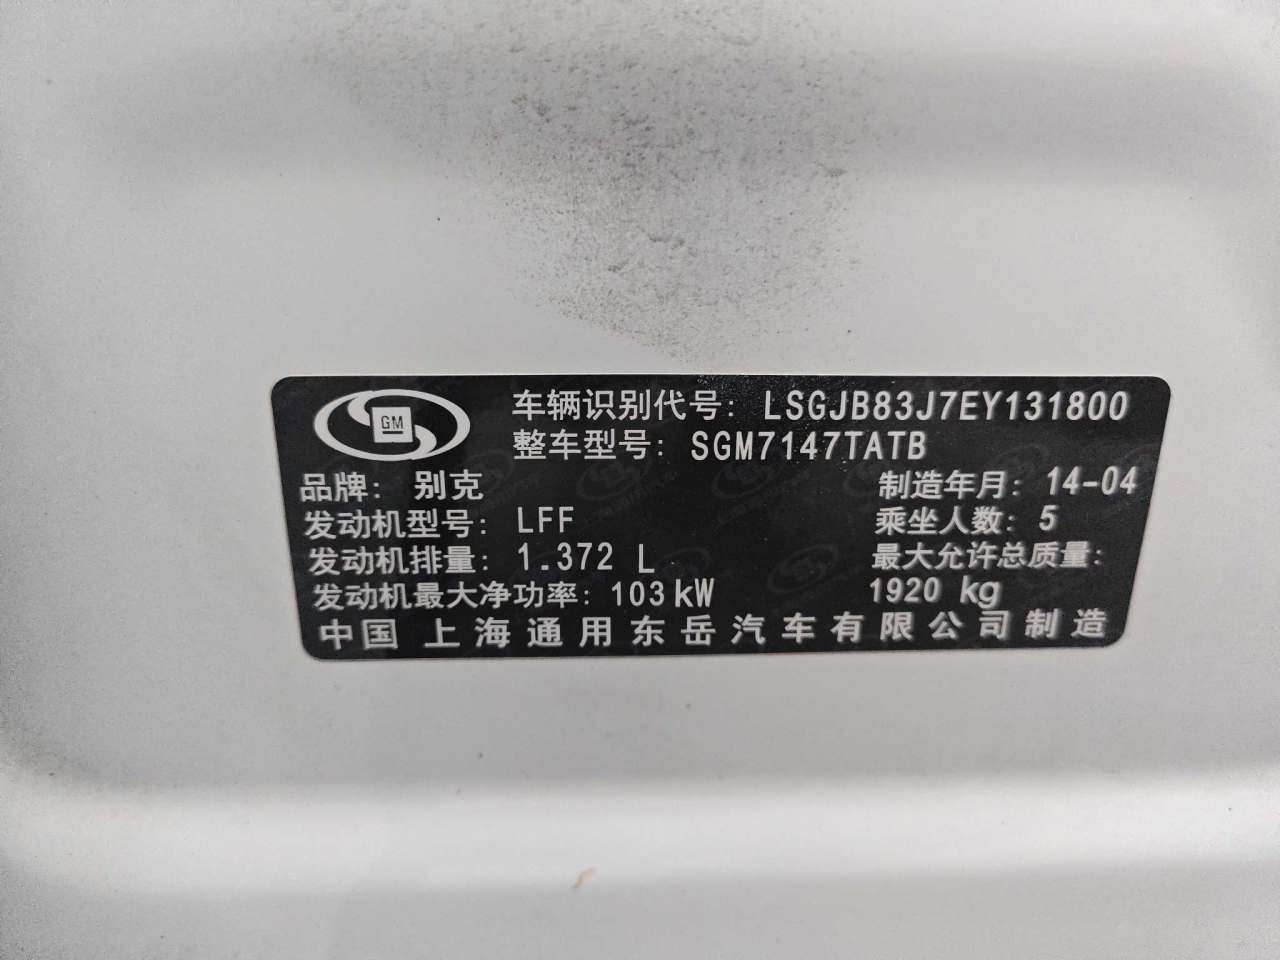 GM
车辆识别代号: LSGJB83J7EY131800
整车型号: SGM7147TATB
品牌: 别克
制造年月: 14-04
发动机型号: LFF
乘坐人数: 5
发动机排量: 1.372 L
最大允许总质量:
1920 kg
发动机最大净功率: 103kW
中国 上海通用东岳汽车有限公司制造